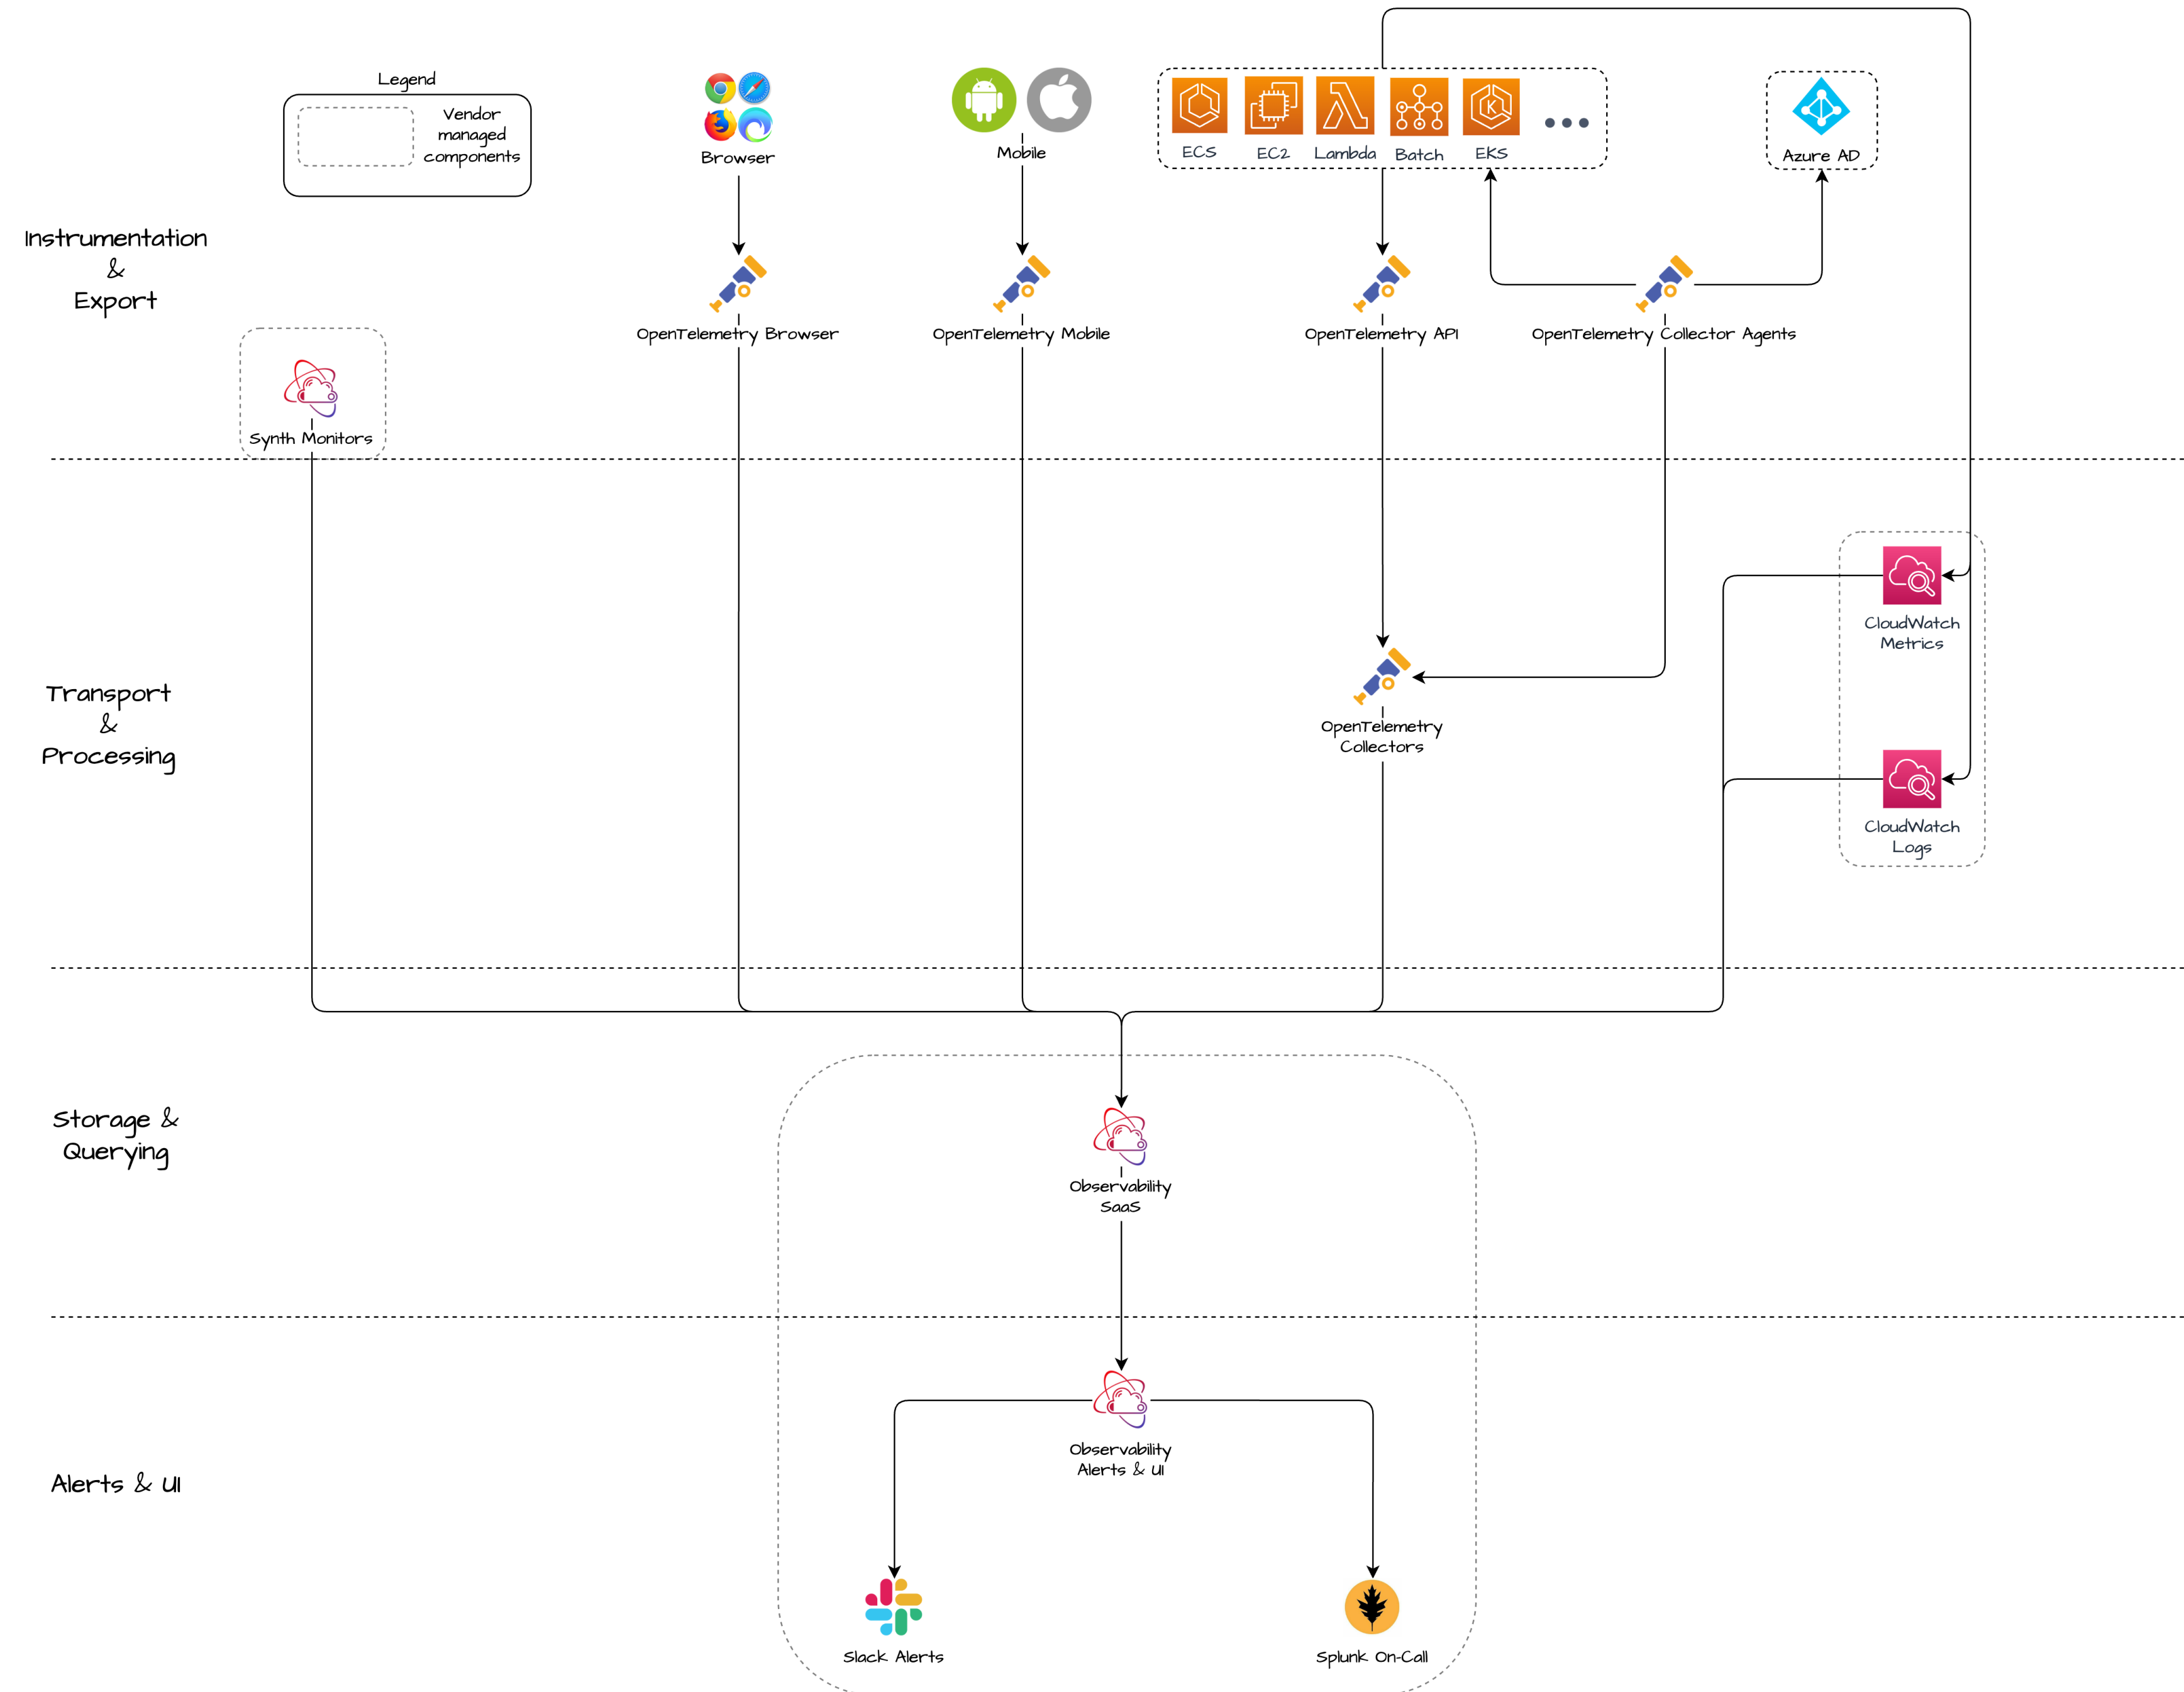 Legend
Vendor
managed
components
Browser
Mobile
ECS
EC2
Lambda
Batch
EKS
Azure AD
Instrumentation
&
Export
OpenTelemetry Browser
OpenTelemetry Mobile
OpenTelemetry API
OpenTelemetry Collector Agents
Synth Monitors
CloudWatch
Metrics
Transport
&
Processing
OpenTelemetry
Collectors
CloudWatch
Logs
Storage &
Querying
Observability
SaaS
Observability
Alerts & UI
Alerts & UI
Slack Alerts
Splunk On-Call